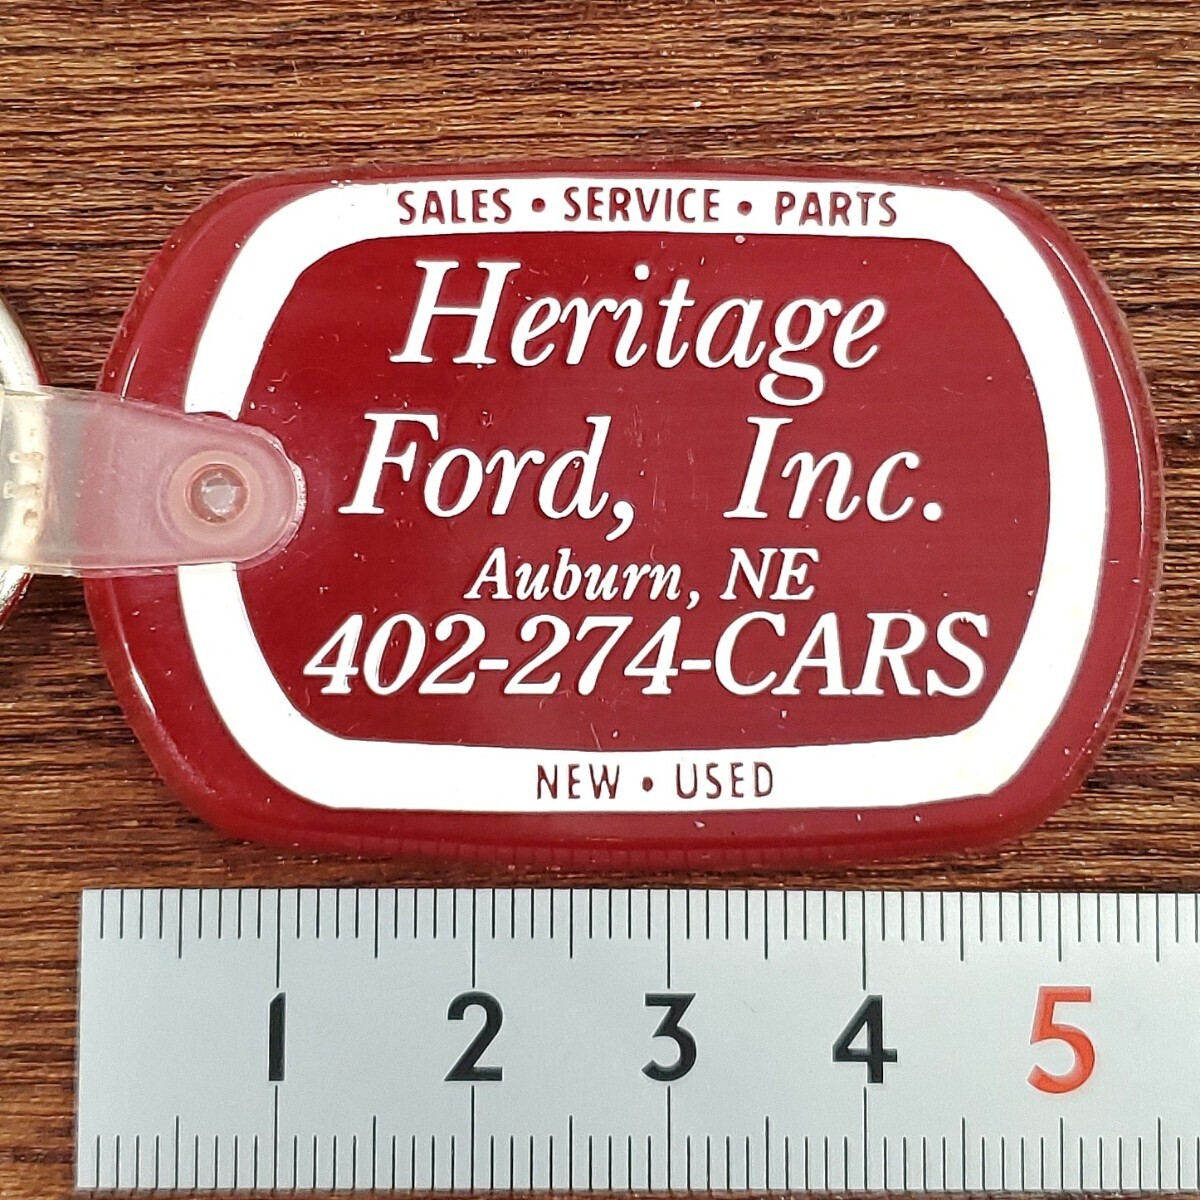 SALES • SERVICE • PARTS
Heritage
Ford, Inc.
Auburn, NE
402-274-CARS
NEW • USED
1 2 3 4 5